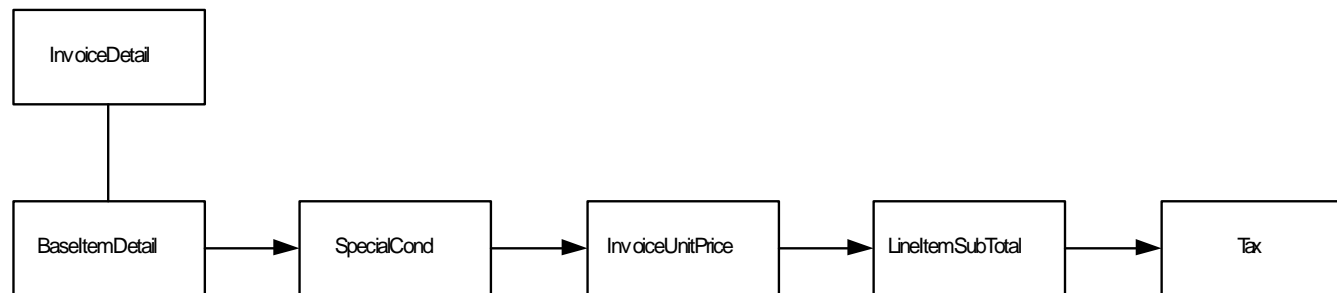 InvoiceDetail
BaseItemDetail
SpecialCond
InvoiceUnitPrice
LineItemSubTotal
Tax